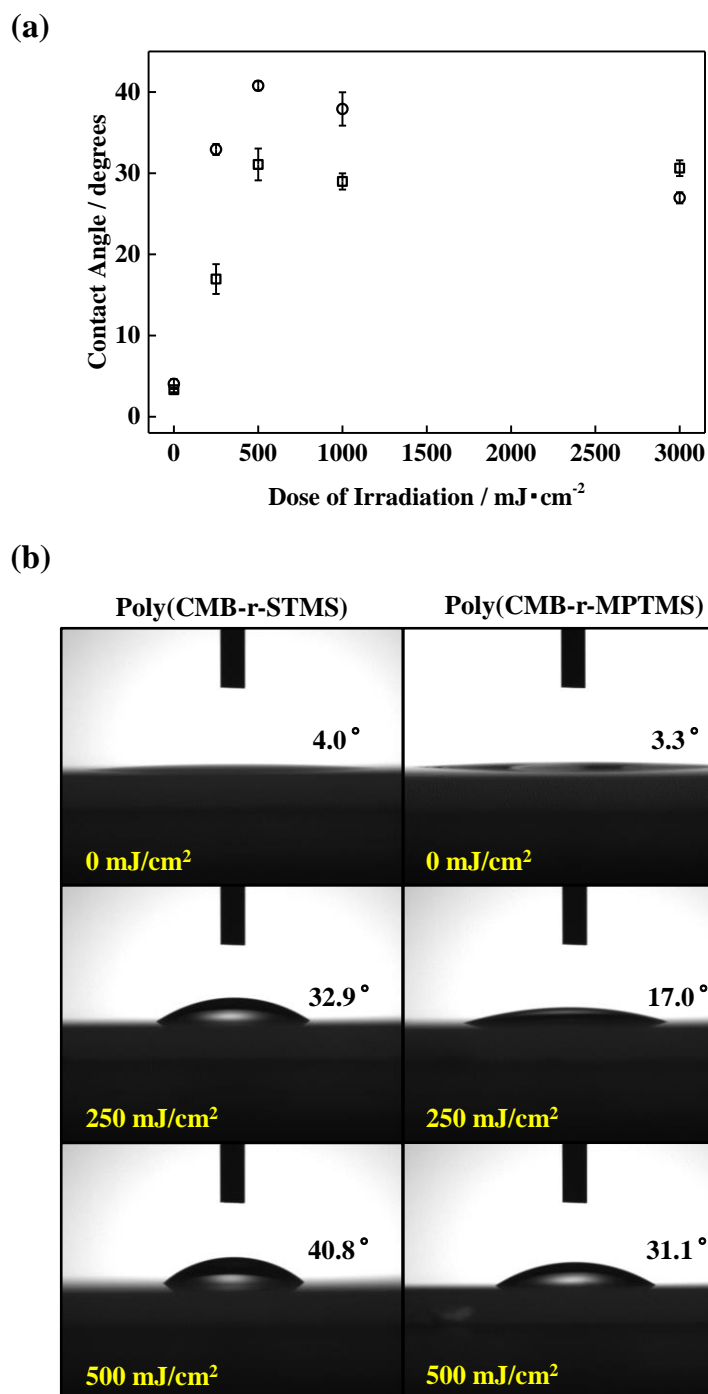 (a)
40
30
20
10
0
Contact Angle / degrees
0 500 1000 1500 2000 2500 3000
Dose of Irradiation / mJ・cm-2
(b)
Poly(CMB-r-STMS) Poly(CMB-r-MPTMS)
4.0° 3.3°
0 mJ/cm² 0 mJ/cm²
32.9° 17.0°
250 mJ/cm² 250 mJ/cm²
40.8° 31.1°
500 mJ/cm² 500 mJ/cm²